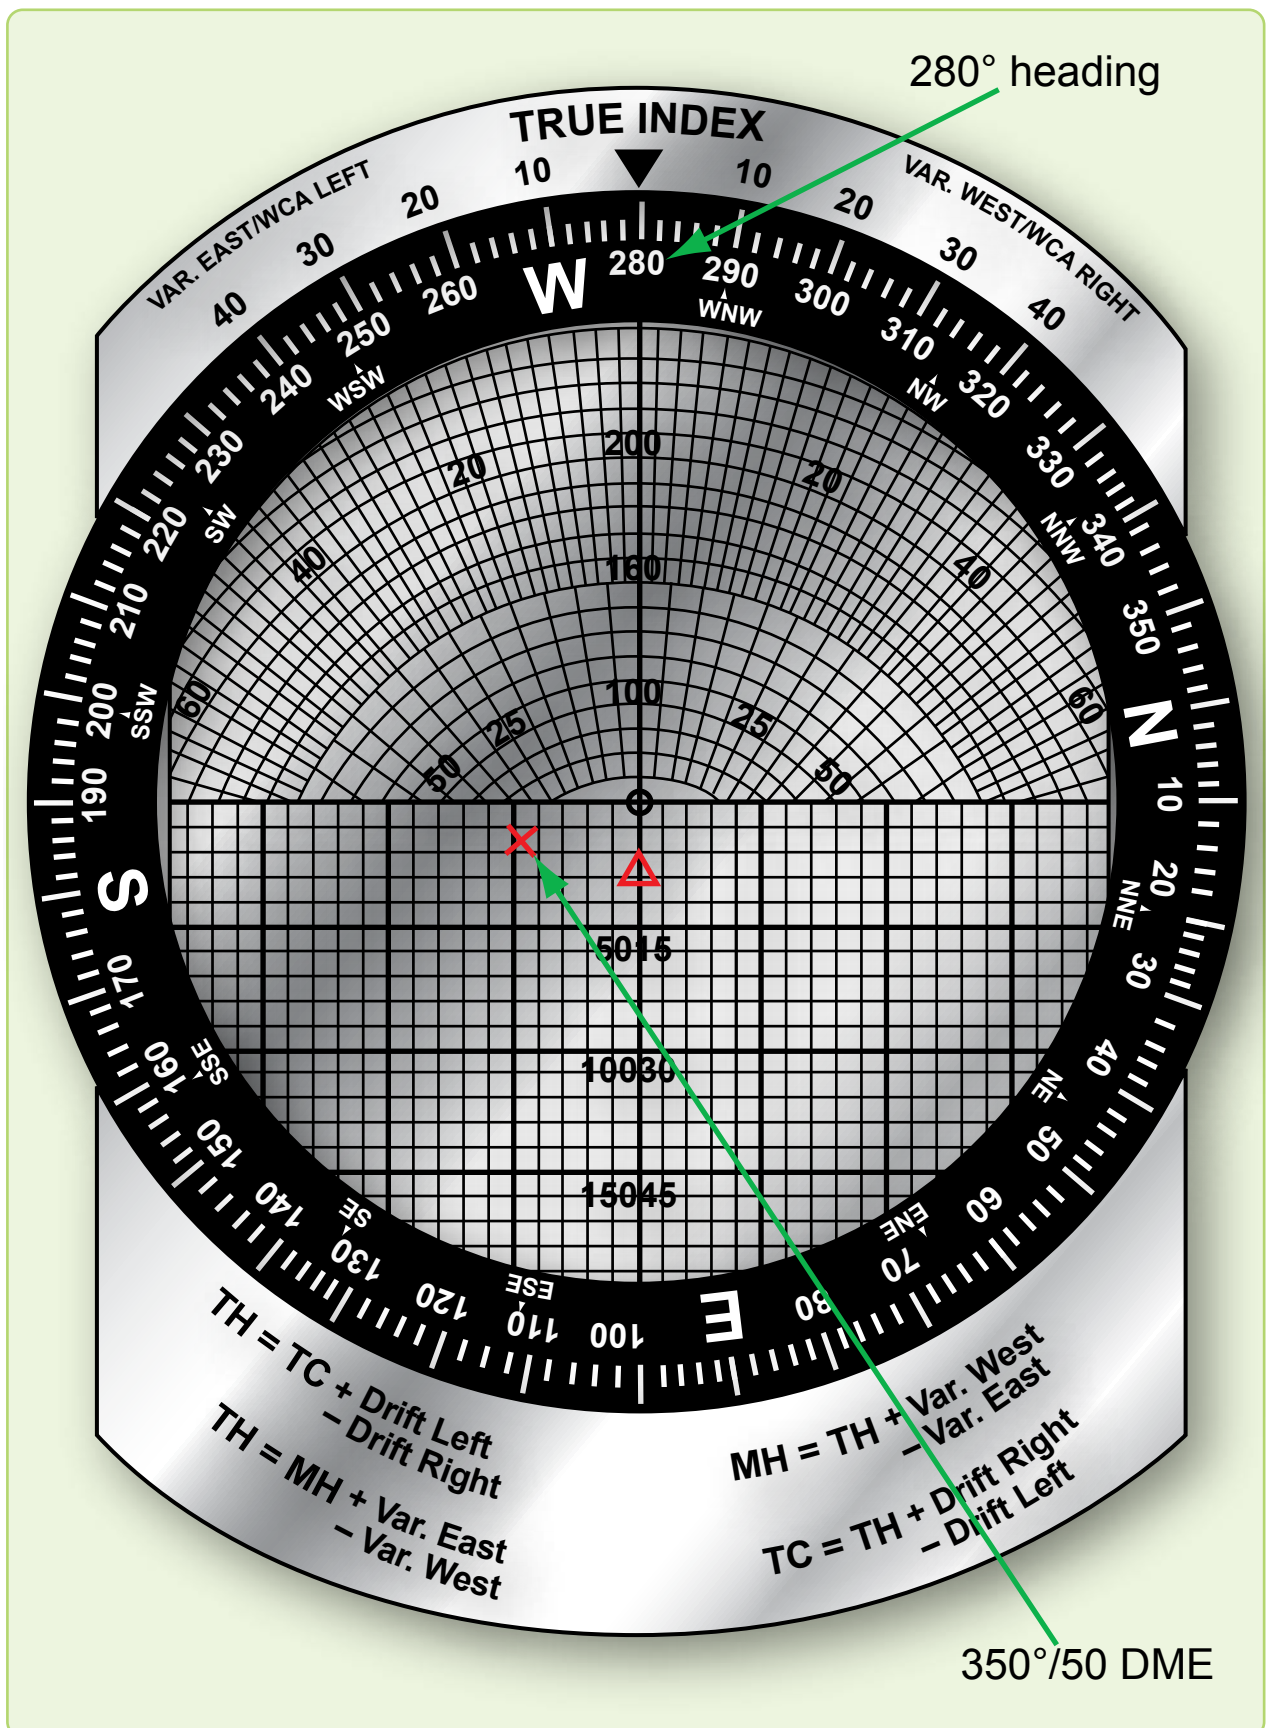 280° heading
TRUE INDEX
VAR. EAST/WCA LEFT
40
30
20
10
10
20
30
40
VAR. WEST/WCA RIGHT
280
290
WNW
300
310
NW
320
330
NNW
340
350
N
10
20
NNE
30
40
NE
50
60
ENE
70
80
E
100
110
ESE
120
130
SE
140
150
160
SSE
170
S
190
200
SSW
210
220
SW
230
240
WSW
250
260
W
200
20
20
160
40
40
60
60
100
25
25
50
50
5015
10030
15045
TH = TC + Drift Left
– Drift Right
TH = MH + Var. East
– Var. West
MH = TH + Var. West
– Var. East
TC = TH + Drift Right
– Drift Left
350°/50 DME